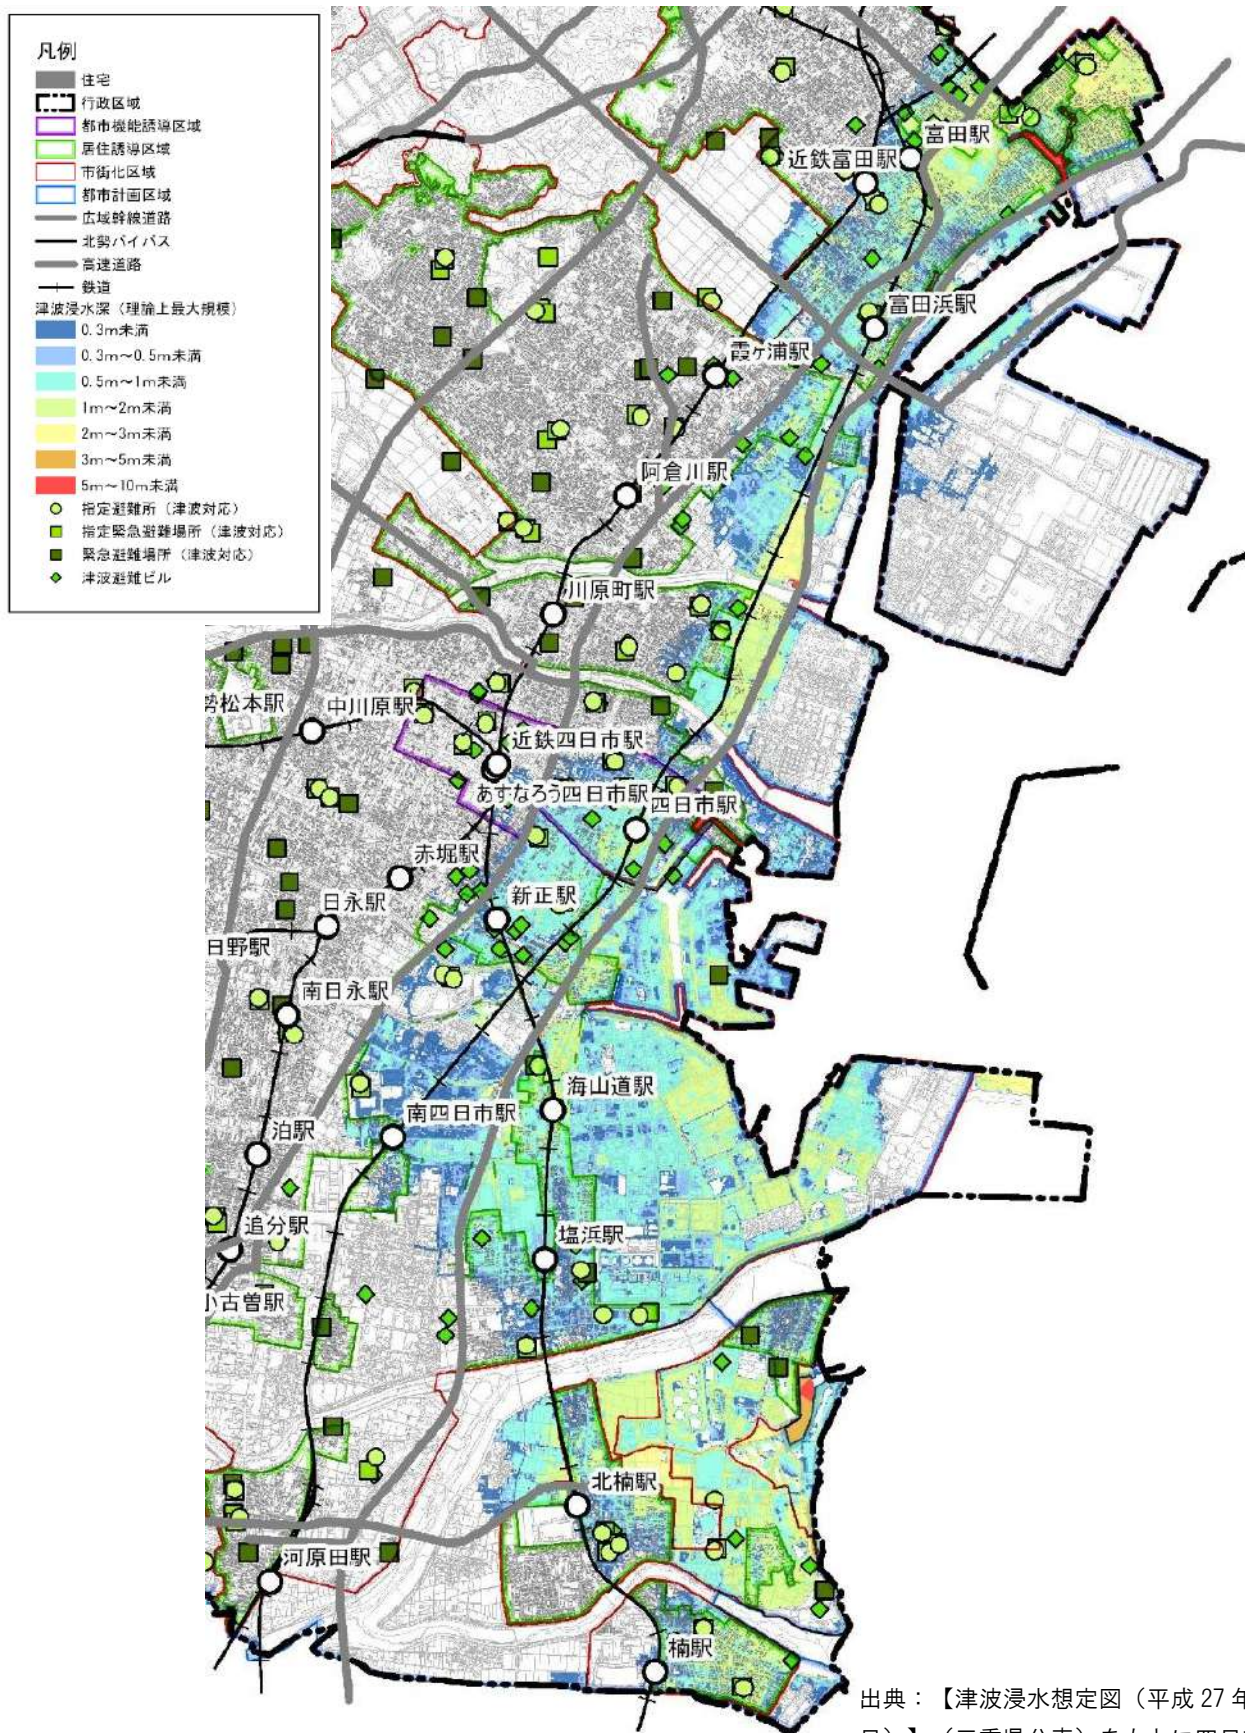 凡例
住宅
行政区域
都市機能誘導区域
居住誘導区域
市街化区域
都市計画区域
広域幹線道路
北勢バイパス
高速道路
鉄道
津波浸水深（理論上最大規模）
0.3m未満
0.3m～0.5m未満
0.5m～1m未満
1m～2m未満
2m～3m未満
3m～5m未満
5m～10m未満
指定避難所（津波対応）
指定緊急避難場所（津波対応）
緊急避難場所（津波対応）
津波避難ビル
富田駅
近鉄富田駅
富田浜駅
霞ヶ浦駅
阿倉川駅
川原町駅
松本駅
中川原駅
近鉄四日市駅
あすなろう四日市駅
四日市駅
赤堀駅
新正駅
日永駅
日野駅
南日永駅
海山道駅
南四日市駅
泊駅
追分駅
塩浜駅
小古曽駅
北楠駅
河原田駅
楠駅
出典：【津波浸水想定図（平成 27 年